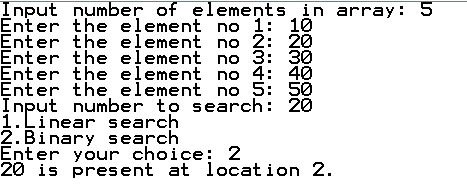 Input number of elements in array: 5
Enter the element no 1: 10
Enter the element no 2: 20
Enter the element no 3: 30
Enter the element no 4: 40
Enter the element no 5: 50
Input number to search: 20
1.Linear search
2.Binary search
Enter your choice: 2
20 is present at location 2.